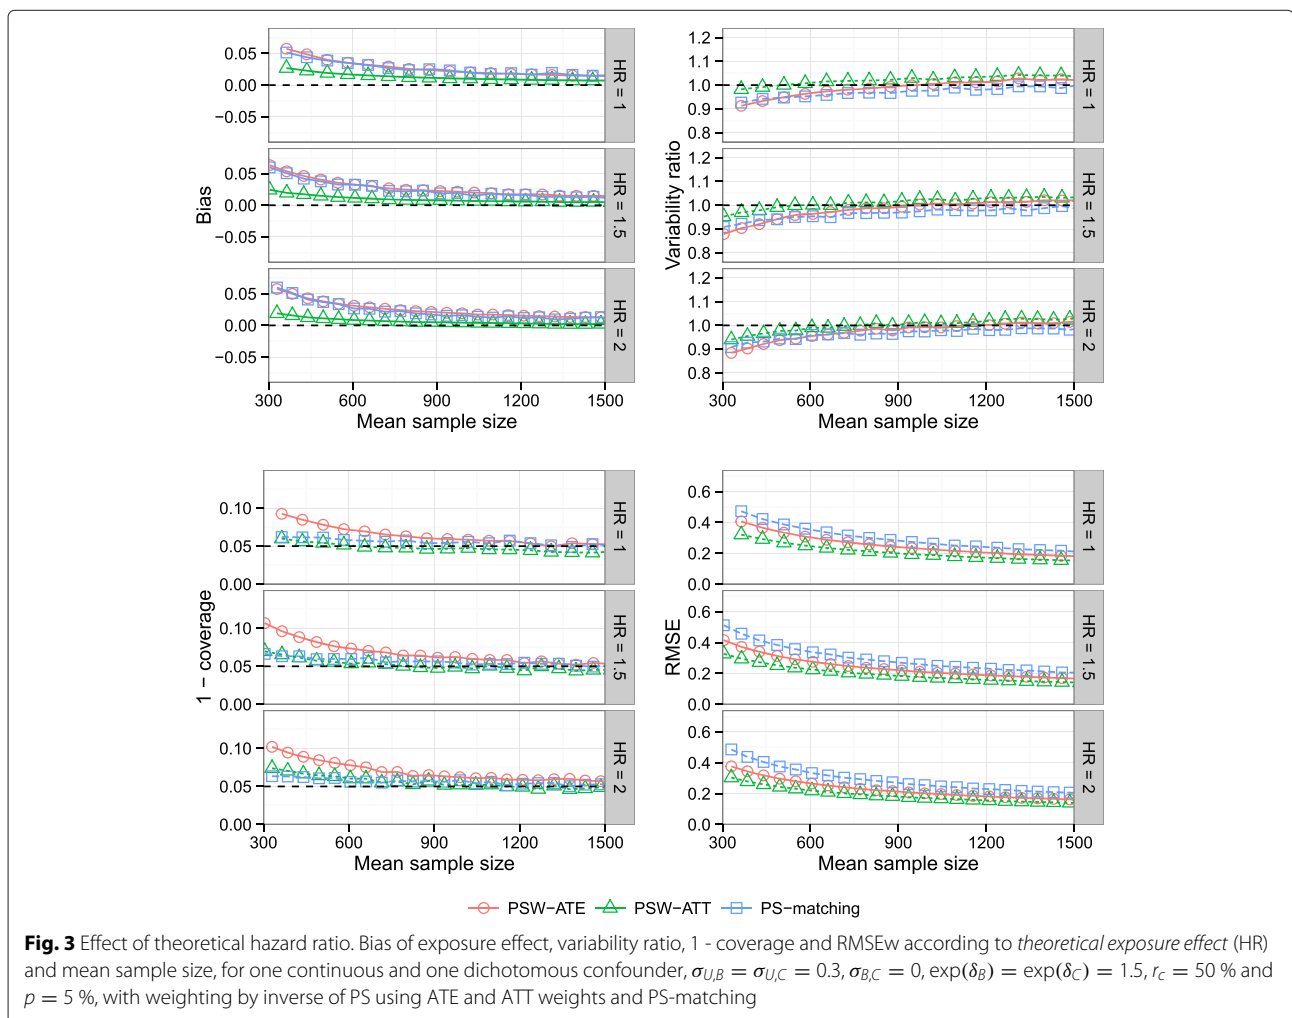 0.05
0.00
−0.05
HR = 1
0.05
0.00
−0.05
HR = 1.5
0.05
0.00
−0.05
HR = 2
Bias
300 600 900 1200 1500
Mean sample size
1.2
1.1
1.0
0.9
0.8
HR = 1
1.2
1.1
1.0
0.9
0.8
HR = 1.5
1.2
1.1
1.0
0.9
0.8
HR = 2
Variability ratio
300 600 900 1200 1500
Mean sample size
0.10
0.05
0.00
HR = 1
0.10
0.05
0.00
HR = 1.5
0.10
0.05
0.00
HR = 2
1 − coverage
300 600 900 1200 1500
Mean sample size
0.6
0.4
0.2
0.0
HR = 1
0.6
0.4
0.2
0.0
HR = 1.5
0.6
0.4
0.2
0.0
HR = 2
RMSE
300 600 900 1200 1500
Mean sample size
PSW−ATE PSW−ATT PS−matching
Fig. 3 Effect of theoretical hazard ratio. Bias of exposure effect, variability ratio, 1 - coverage and RMSEw according to theoretical exposure effect (HR)
and mean sample size, for one continuous and one dichotomous confounder, σU,B = σU,C = 0.3, σB,C = 0, exp(δB) = exp(δC) = 1.5, rc = 50 % and
p = 5 %, with weighting by inverse of PS using ATE and ATT weights and PS-matching